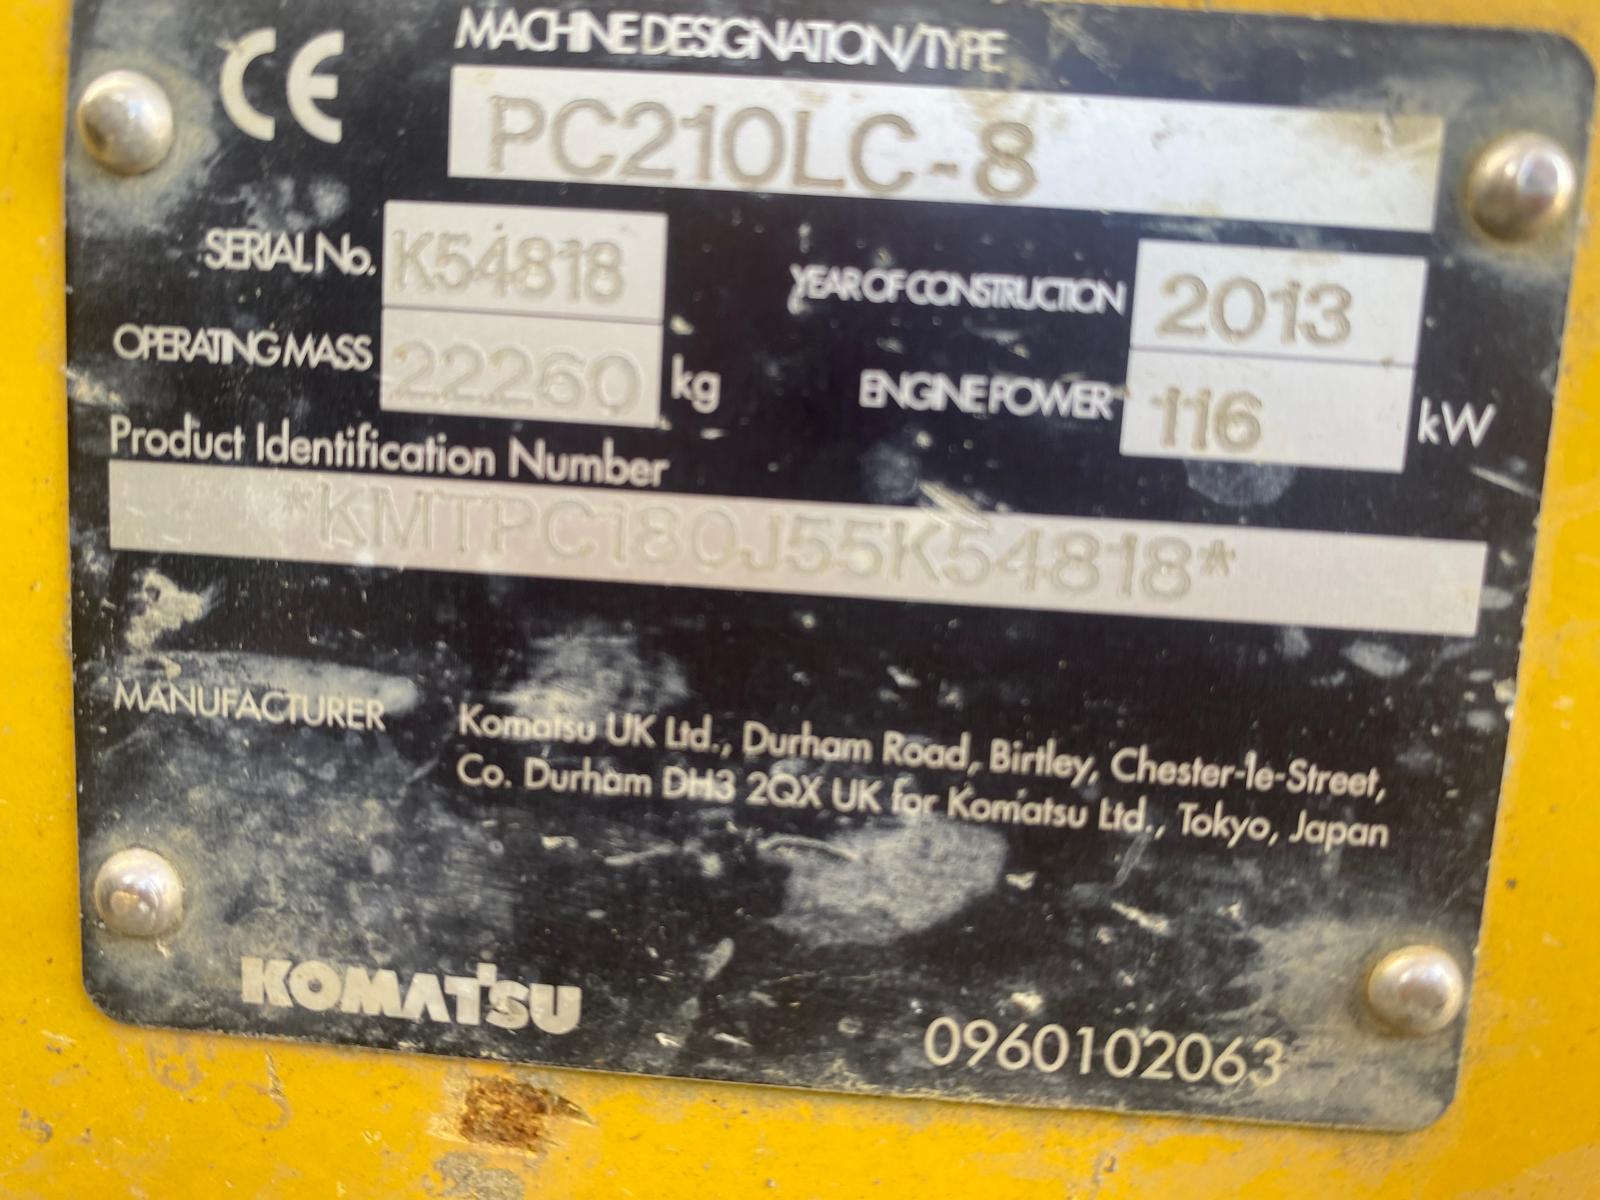 CE
MACHINE DESIGNATION/TYPE
PC210LC-8
SERIAL No. K54818
YEAR OF CONSTRUCTION 2013
OPERATING MASS 22260 kg
ENGINE POWER 116 kW
Product Identification Number
*KMTPC180J55K54818*
MANUFACTURER
Komatsu UK Ltd., Durham Road, Birtley, Chester-le-Street,
Co. Durham DH3 2QX UK for Komatsu Ltd., Tokyo, Japan
KOMATSU
0960102063